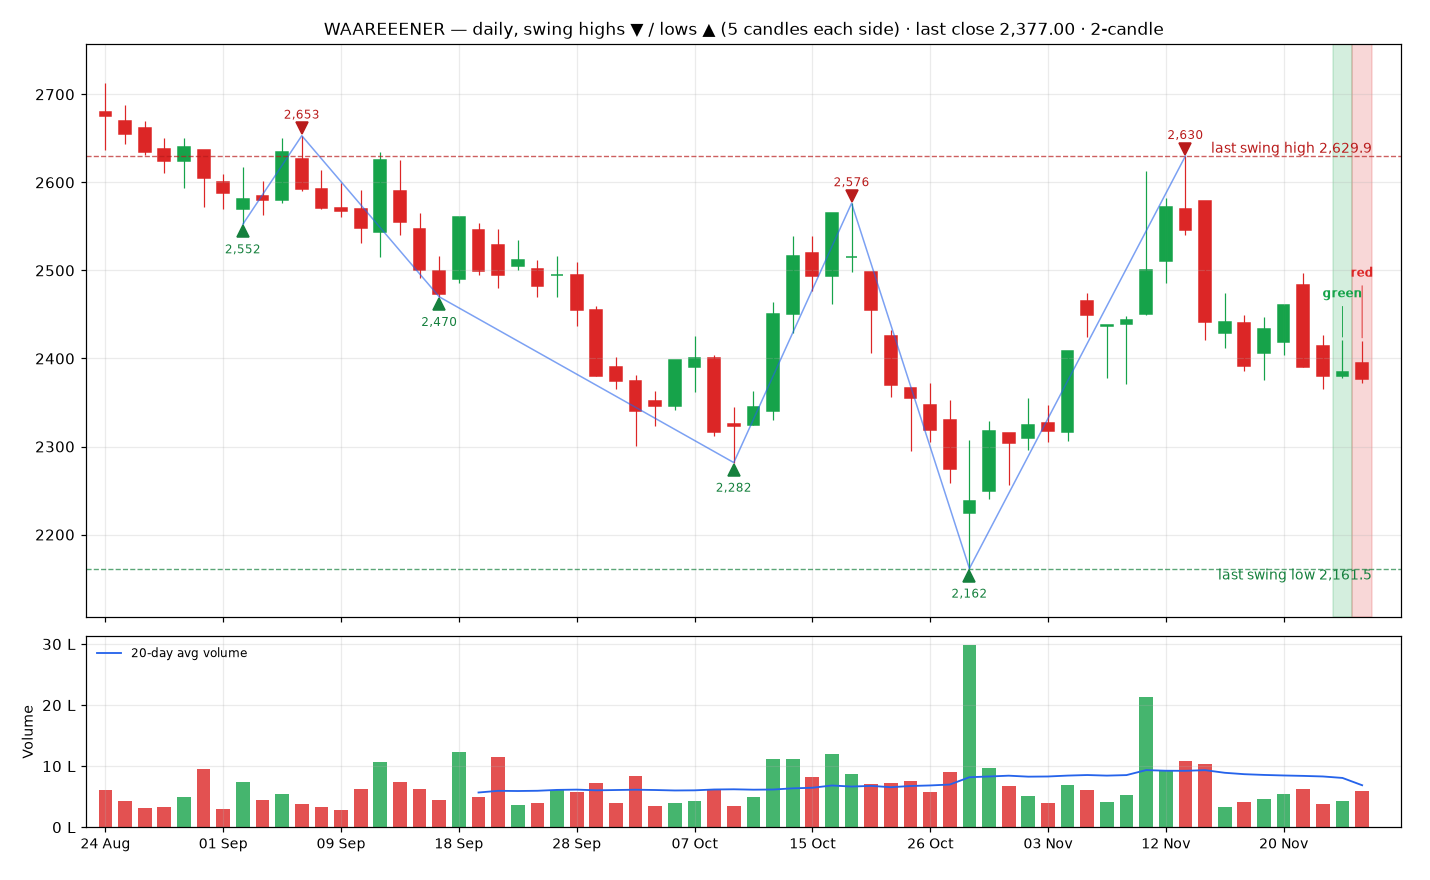 WAAREEENER — daily, swing highs ▼ / lows ▲ (5 candles each side) · last close 2,377.00 · 2-candle
2700
2600
2500
2400
2300
2200
2,653
2,552
2,470
2,282
2,576
2,162
2,630
last swing high 2,629.9
red
green
last swing low 2,161.5
Volume
30 L
20 L
10 L
0 L
20-day avg volume
24 Aug
01 Sep
09 Sep
18 Sep
28 Sep
07 Oct
15 Oct
26 Oct
03 Nov
12 Nov
20 Nov